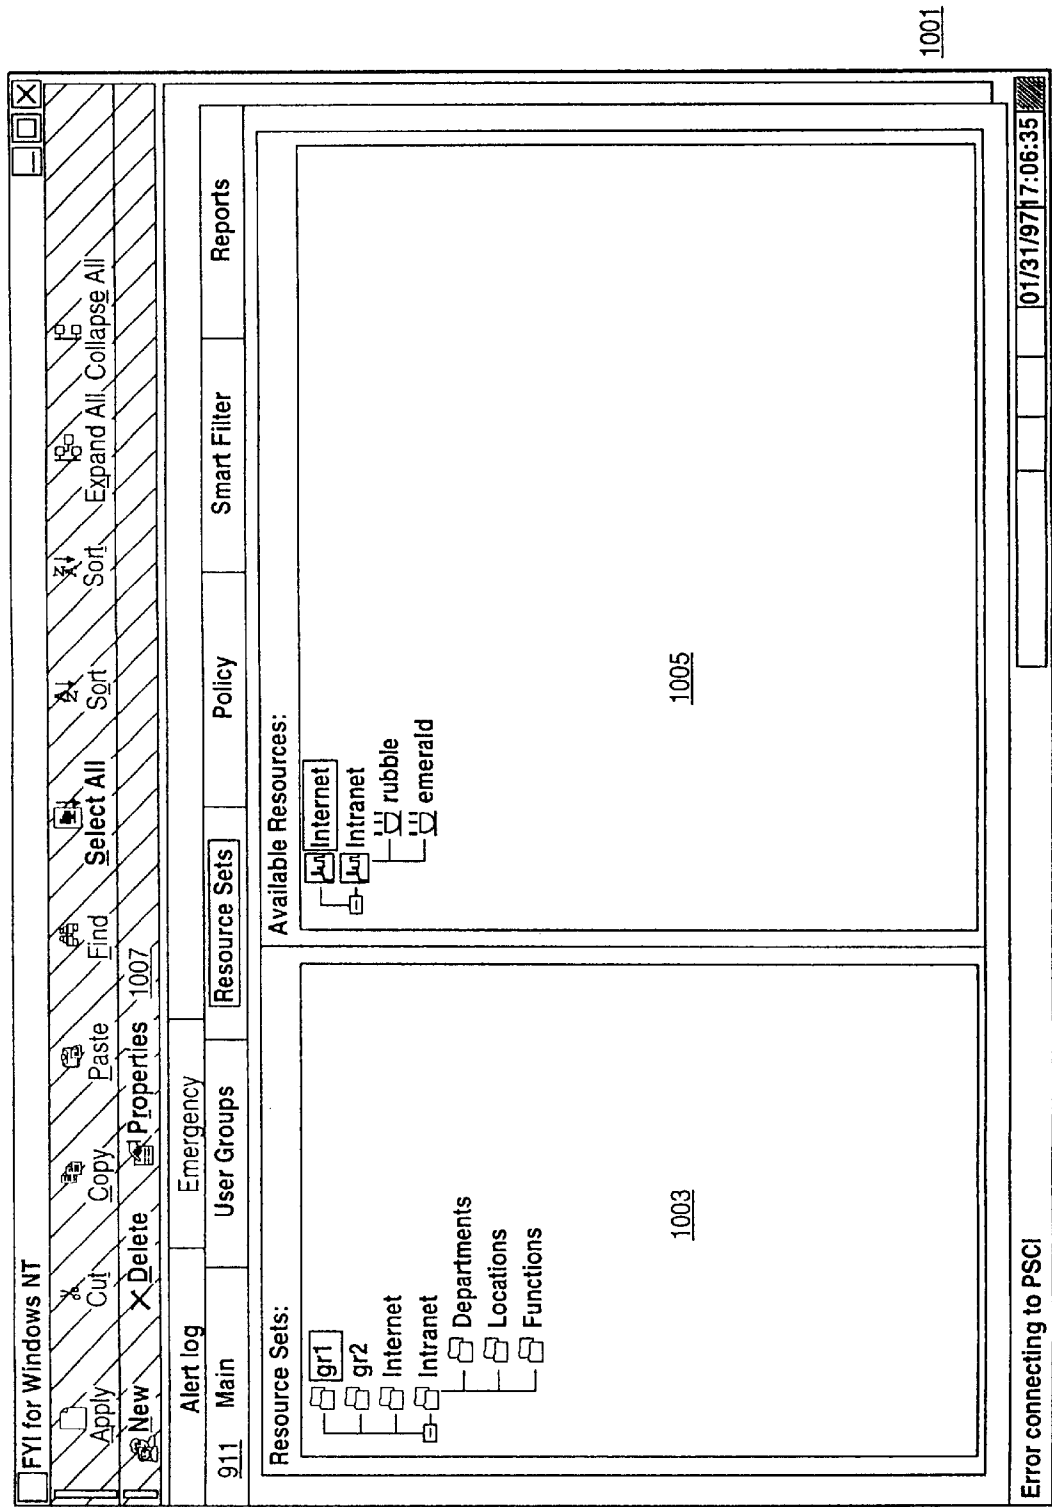 1001
FYI for Windows NT
Apply Cut Copy Paste Find Select All Sort Sort Expand All Collapse All
New Delete Properties 1007
Alert log Emergency
911 Main User Groups Resource Sets Policy Smart Filter Reports
Resource Sets:
gr1
gr2
Internet
Intranet
Departments
Locations
Functions
1003
Available Resources:
Internet
Intranet
rubble
emerald
1005
Error connecting to PSCI 01/31/97 17:06:35